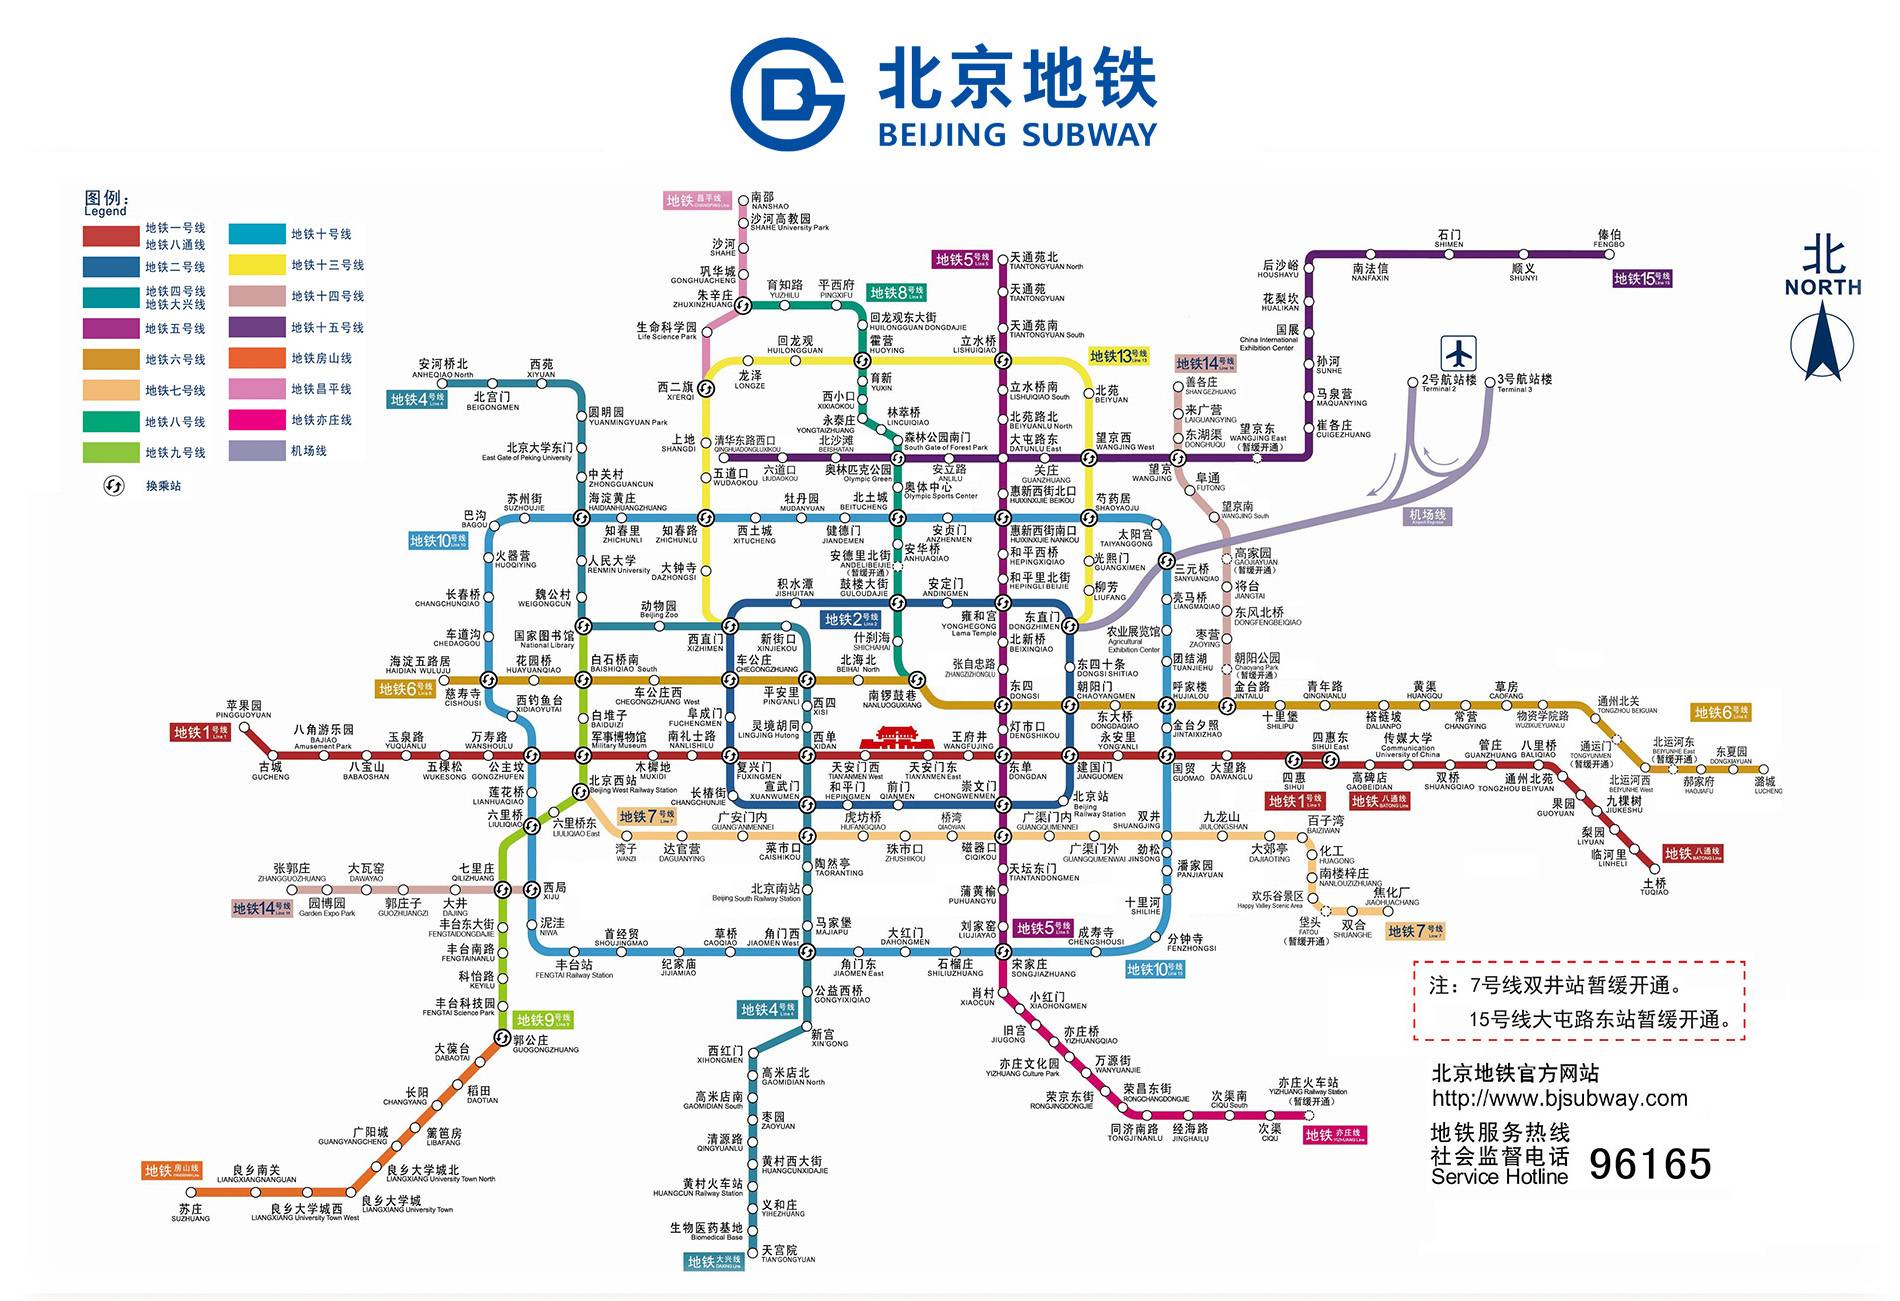 北京地铁
BEIJING SUBWAY
图例：
Legend
地铁一号线
地铁八通线
地铁二号线
地铁四号线
地铁大兴线
地铁五号线
地铁六号线
地铁七号线
地铁八号线
地铁九号线
换乘站
地铁十号线
地铁十三号线
地铁十四号线
地铁十五号线
地铁房山线
地铁昌平线
地铁亦庄线
机场线
北
NORTH
地铁 昌平线
南邵
NANSHAO
沙河高教园
SHAHE University Park
沙河
SHAHE
巩华城
GONGHUACHENG
朱辛庄
ZHUXINZHUANG
生命科学园
Life Science Park
西二旗
XI'ERQI
育知路
YUZHILU
平西府
PINGXIFU
地铁8号线
回龙观东大街
HUILONGGUAN DONGDAJIE
霍营
HUOYING
育新
YUXIN
西小口
XIXIAOKOU
永泰庄
YONGTAIZHUANG
林萃桥
LINCUIQIAO
森林公园南门
South Gate of Forest Park
奥林匹克公园
Olympic Green
奥体中心
Olympic Sports Center
北土城
BEITUCHENG
安华桥
ANHUAQIAO
安德里北街
ANDELIBEIJIE
（暂缓开通）
鼓楼大街
GULOUDAJIE
什刹海
SHICHAHAI
南锣鼓巷
NANLUOGUXIANG
地铁5号线
天通苑北
TIANTONGYUAN North
天通苑
TIANTONGYUAN
天通苑南
TIANTONGYUAN South
立水桥
LISHUIQIAO
立水桥南
LISHUIQIAO South
北苑路北
BEIYUANLU North
大屯路东
DATUNLU East
惠新西街北口
HUIXINXIJIE BEIKOU
惠新西街南口
HUIXINXIJIE NANKOU
和平西桥
HEPINGXIQIAO
和平里北街
HEPINGLI BEIJIE
雍和宫
YONGHEGONG
Lama Temple
北新桥
BEIXINQIAO
张自忠路
ZHANGZIZHONGLU
东四
DONGSI
灯市口
DENGSHIKOU
东单
DONGDAN
崇文门
CHONGWENMEN
磁器口
CIQIKOU
天坛东门
TIANTANDONGMEN
蒲黄榆
PUHUANGYU
刘家窑
LIUJIAYAO
地铁5号线
宋家庄
SONGJIAZHUANG
地铁13号线
回龙观
HUILONGGUAN
龙泽
LONGZE
北苑
BEIYUAN
望京西
WANGJING West
芍药居
SHAOYAOJU
光熙门
GUANGXIMEN
柳芳
LIUFANG
东直门
DONGZHIMEN
上地
SHANGDI
五道口
WUDAOKOU
知春路
ZHICHUNLU
大钟寺
DAZHONGSI
西直门
XIZHIMEN
地铁15号线
俸伯
FENGBO
顺义
SHUNYI
石门
SHIMEN
南法信
NANFAXIN
后沙峪
HOUSHAYU
花梨坎
HUALIKAN
国展
China International
Exhibition Center
孙河
SUNHE
马泉营
MAQUANYING
崔各庄
CUIGEZHUANG
望京东
WANGJING East
（暂缓开通）
望京
WANGJING
关庄
GUANZHUANG
安立路
ANLILU
北沙滩
BEISHATAN
六道口
LIUDAOKOU
清华东路西口
QINGHUADONGLUXIKOU
地铁14号线
善各庄
SHAN'GEZHUANG
来广营
LAIGUANGYING
东湖渠
DONGHUQU
阜通
FUTONG
望京南
WANGJING South
高家园
GAOJIAYUAN
（暂缓开通）
将台
JIANGTAI
东风北桥
DONGFENGBEIQIAO
枣营
ZAOYING
朝阳公园
Chaoyang Park
（暂缓开通）
金台路
JINTAILU
2号航站楼
Terminal 2
3号航站楼
Terminal 3
机场线
Airport Express
安河桥北
ANHEQIAO North
地铁4号线
北宫门
BEIGONGMEN
西苑
XIYUAN
圆明园
YUANMINGYUAN Park
北京大学东门
East Gate of Peking University
中关村
ZHONGGUANCUN
海淀黄庄
HAIDIANHUANGZHUANG
人民大学
RENMIN University
魏公村
WEIGONGCUN
国家图书馆
National Library
动物园
Beijing Zoo
新街口
XINJIEKOU
平安里
PING'ANLI
西四
XISI
灵境胡同
LINGJING Hutong
西单
XIDAN
宣武门
XUANWUMEN
菜市口
CAISHIKOU
陶然亭
TAORANTING
北京南站
Beijing South Railway Station
马家堡
MAJIAPU
角门西
JIAOMEN West
公益西桥
GONGYIXIQIAO
地铁4号线
新宫
XIN'GONG
西红门
XIHONGMEN
高米店北
GAOMIDIAN North
高米店南
GAOMIDIAN South
枣园
ZAOYUAN
清源路
QINGYUANLU
黄村西大街
HUANGCUNXIDAJIE
黄村火车站
HUANGCUN Railway Station
义和庄
YIHEZHUANG
生物医药基地
Biomedical Base
天宫院
TIAN'GONGYUAN
地铁 大兴线
地铁10号线
巴沟
BAGOU
苏州街
SUZHOUJIE
知春里
ZHICHUNLI
西土城
XITUCHENG
牡丹园
MUDANYUAN
健德门
JIANDEMEN
安贞门
ANZHENMEN
太阳宫
TAIYANGGONG
三元桥
SANYUANQIAO
亮马桥
LIANGMAQIAO
农业展览馆
Agricultural
Exhibition Center
团结湖
TUANJIEHU
呼家楼
HUJIALOU
金台夕照
JINTAIXIZHAO
国贸
GUOMAO
双井
SHUANGJING
劲松
JINSONG
潘家园
PANJIAYUAN
十里河
SHILIHE
分钟寺
FENZHONGSI
地铁10号线
成寿寺
CHENGSHOUSI
石榴庄
SHILIUZHUANG
大红门
DAHONGMEN
角门东
JIAOMEN East
草桥
CAOQIAO
纪家庙
JIJIAMIAO
首经贸
SHOUJINGMAO
丰台站
FENGTAI Railway Station
泥洼
NIWA
西局
XIJU
六里桥
LIULIQIAO
莲花桥
LIANHUAQIAO
公主坟
GONGZHUFEN
西钓鱼台
XIDIAOYUTAI
慈寿寺
CISHOUSI
车道沟
CHEDAOGOU
长春桥
CHANGCHUNQIAO
火器营
HUOQIYING
地铁2号线
积水潭
JISHUITAN
安定门
ANDINGMEN
东四十条
DONGSI SHITIAO
朝阳门
CHAOYANGMEN
建国门
JIANGUOMEN
北京站
Beijing
Railway Station
前门
QIANMEN
和平门
HEPINGMEN
长椿街
CHANGCHUNJIE
复兴门
FUXINGMEN
阜成门
FUCHENGMEN
车公庄
CHEGONGZHUANG
地铁6号线
海淀五路居
HAIDIAN WULUJU
花园桥
HUAYUANQIAO
白石桥南
BAISHIQIAO South
车公庄西
CHEGONGZHUANG West
北海北
BEIHAI North
东大桥
DONGDAQIAO
十里堡
SHILIPU
青年路
QINGNIANLU
褡裢坡
DALIANPO
黄渠
HUANGQU
常营
CHANGYING
草房
CAOFANG
物资学院路
WUZIXUEYUANLU
通州北关
TONGZHOU BEIGUAN
通运门
TONGYUNMEN
（暂缓开通）
北运河西
BEIYUNHE West
北运河东
BEIYUNHE East
（暂缓开通）
郝家府
HAOJIAFU
东夏园
DONGXIAYUAN
潞城
LUCHENG
地铁6号线
地铁1号线
苹果园
PINGGUOYUAN
古城
GUCHENG
八角游乐园
BAJIAO
Amusement Park
八宝山
BABAOSHAN
玉泉路
YUQUANLU
五棵松
WUKESONG
万寿路
WANSHOULU
军事博物馆
Military Museum
木樨地
MUXIDI
南礼士路
NANLISHILU
天安门西
TIAN'ANMEN West
天安门东
TIAN'ANMEN East
王府井
WANGFUJING
永安里
YONG'ANLI
大望路
DAWANGLU
四惠
SIHUI
四惠东
SIHUI East
地铁1号线
地铁 八通线
高碑店
GAOBEIDIAN
传媒大学
Communication
University of China
双桥
SHUANGQIAO
管庄
GUANZHUANG
八里桥
BALIQIAO
通州北苑
TONGZHOU BEIYUAN
果园
GUOYUAN
九棵树
JIUKESHU
梨园
LIYUAN
临河里
LINHELI
土桥
TUQIAO
地铁 八通线
白堆子
BAIDUIZI
北京西站
Beijing West Railway Station
六里桥东
LIULIQIAO East
七里庄
QILIZHUANG
丰台东大街
FENGTAIDONGDAJIE
丰台南路
FENGTAINANLU
科怡路
KEYILU
丰台科技园
FENGTAI Science Park
地铁9号线
郭公庄
GUOGONGZHUANG
地铁7号线
湾子
WANZI
达官营
DAGUANYING
广安门内
GUANG'ANMENNEI
虎坊桥
HUFANGQIAO
珠市口
ZHUSHIKOU
桥湾
QIAOWAN
广渠门内
GUANGQUMENNEI
广渠门外
GUANGQUMENWAI
九龙山
JIULONGSHAN
大郊亭
DAJIAOTING
百子湾
BAIZIWAN
化工
HUAGONG
南楼梓庄
NANLOUZIZHUANG
欢乐谷景区
Happy Valley Scenic Area
垡头
FATOU
（暂缓开通）
双合
SHUANGHE
焦化厂
JIAOHUACHANG
地铁7号线
地铁14号线
张郭庄
ZHANGGUOZHUANG
园博园
Garden Expo Park
大瓦窑
DAWAYAO
郭庄子
GUOZHUANGZI
大井
DAJING
大葆台
DABAOTAI
稻田
DAOTIAN
长阳
CHANGYANG
篱笆房
LIBAFANG
广阳城
GUANGYANGCHENG
良乡大学城北
LIANGXIANG University Town North
良乡大学城
LIANGXIANG University Town
良乡大学城西
LIANGXIANG University Town West
良乡南关
LIANGXIANGNANGUAN
苏庄
SUZHUANG
地铁 房山线
肖村
XIAOCUN
小红门
XIAOHONGMEN
旧宫
JIUGONG
亦庄桥
YIZHUANGQIAO
亦庄文化园
YIZHUANG Culture Park
万源街
WANYUANJIE
荣京东街
RONGJINGDONGJIE
荣昌东街
RONGCHANGDONGJIE
同济南路
TONGJI'NANLU
经海路
JINGHAILU
次渠南
CIQU South
次渠
CIQU
亦庄火车站
YIZHUANG Railway Station
（暂缓开通）
地铁 亦庄线
注：7号线双井站暂缓开通。
15号线大屯路东站暂缓开通。
北京地铁官方网站
http://www.bjsubway.com
地铁服务热线
社会监督电话
Service Hotline
96165